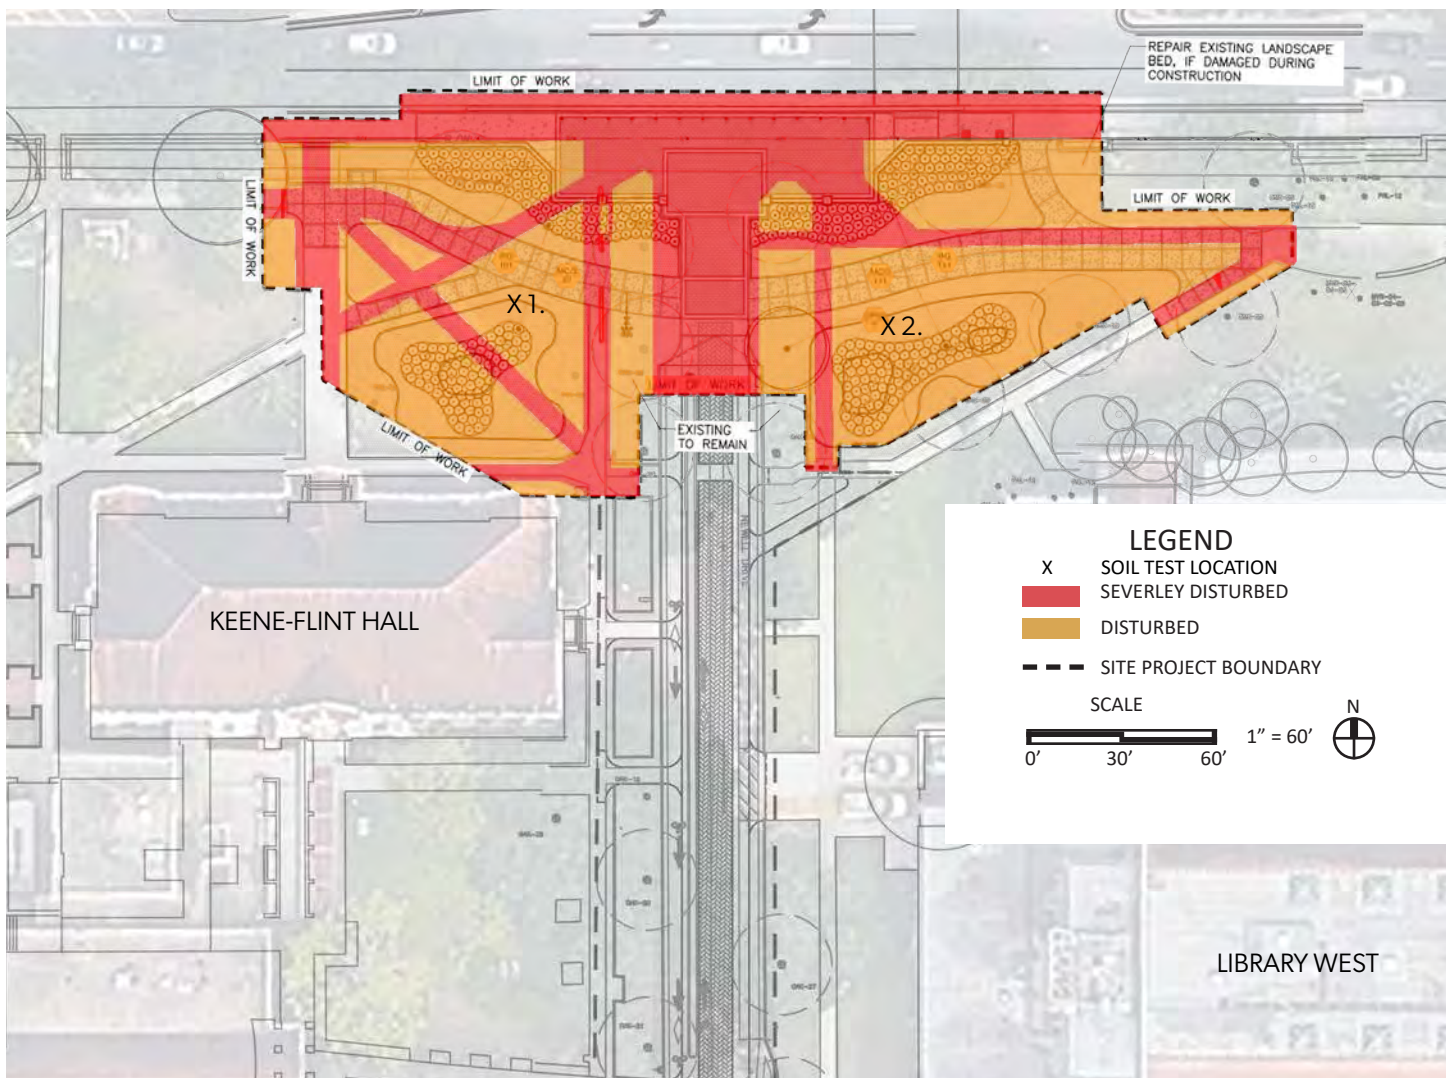 REPAIR EXISTING LANDSCAPE
BED, IF DAMAGED DURING
CONSTRUCTION
LIMIT OF WORK
LIMIT OF WORK
LIMIT OF WORK
X 1.
X 2.
LIMIT OF WORK
LIMIT OF WORK
EXISTING
TO REMAIN
NEWELL DRIVE
KEENE-FLINT HALL
LEGEND
X SOIL TEST LOCATION
SEVERLEY DISTURBED
DISTURBED
SITE PROJECT BOUNDARY
SCALE
N
1” = 60’
0’ 30’ 60’
LIBRARY WEST